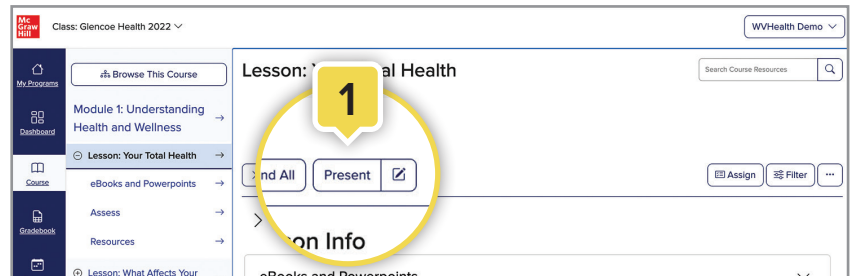 Mc
Graw
Hill
Class: Glencoe Health 2022
WVHealth Demo
My Programs
Dashboard
Course
Gradebook
Browse This Course
Module 1: Understanding
Health and Wellness
Lesson: Your Total Health
eBooks and Powerpoints
Assess
Resources
Lesson: What Affects Your
Lesson: al Health
Search Course Resources
1
nd All
Present
Assign
Filter
on Info
eBooks and Powerpoints